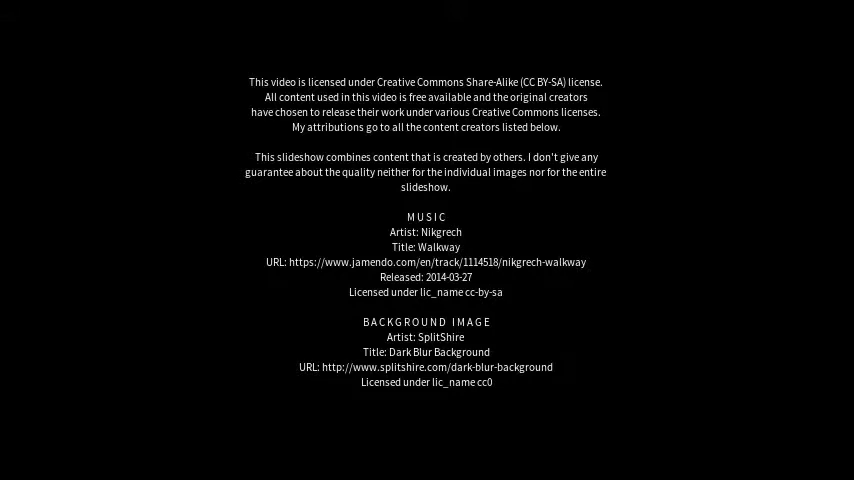 This video is licensed under Creative Commons Share-Alike (CC BY-SA) license.
All content used in this video is free available and the original creators
have chosen to release their work under various Creative Commons licenses.
My attributions go to all the content creators listed below.
This slideshow combines content that is created by others. I don't give any
guarantee about the quality neither for the individual images nor for the entire
slideshow.
MUSIC
Artist: Nikgrech
Title: Walkway
URL: https://www.jamendo.com/en/track/1114518/nikgrech-walkway
Released: 2014-03-27
Licensed under lic_name cc-by-sa
BACKGROUND IMAGE
Artist: SplitShire
Title: Dark Blur Background
URL: http://www.splitshire.com/dark-blur-background
Licensed under lic_name cc0